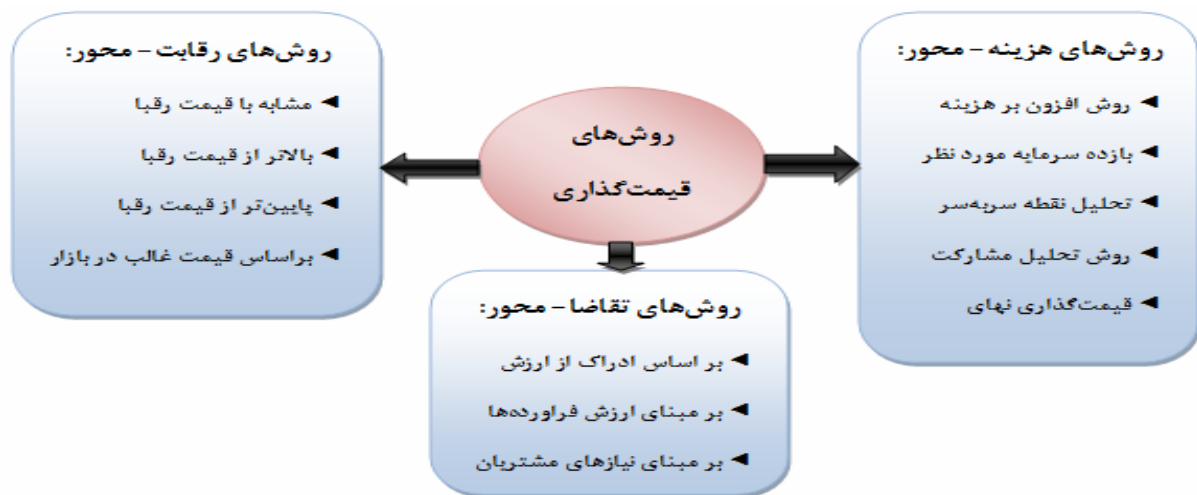 روش‌های
قیمت‌گذاری
روش‌های هزینه – محور:
◄ روش افزون بر هزینه
◄ بازده سرمایه مورد نظر
◄ تحلیل نقطه سربه‌سر
◄ روش تحلیل مشارکت
◄ قیمت‌گذاری نهای
روش‌های رقابت – محور:
◄ مشابه با قیمت رقبا
◄ بالاتر از قیمت رقبا
◄ پایین‌تر از قیمت رقبا
◄ براساس قیمت غالب در بازار
روش‌های تقاضا – محور:
◄ بر اساس ادراک از ارزش
◄ بر مبنای ارزش فراورده‌ها
◄ بر مبنای نیازهای مشتریان